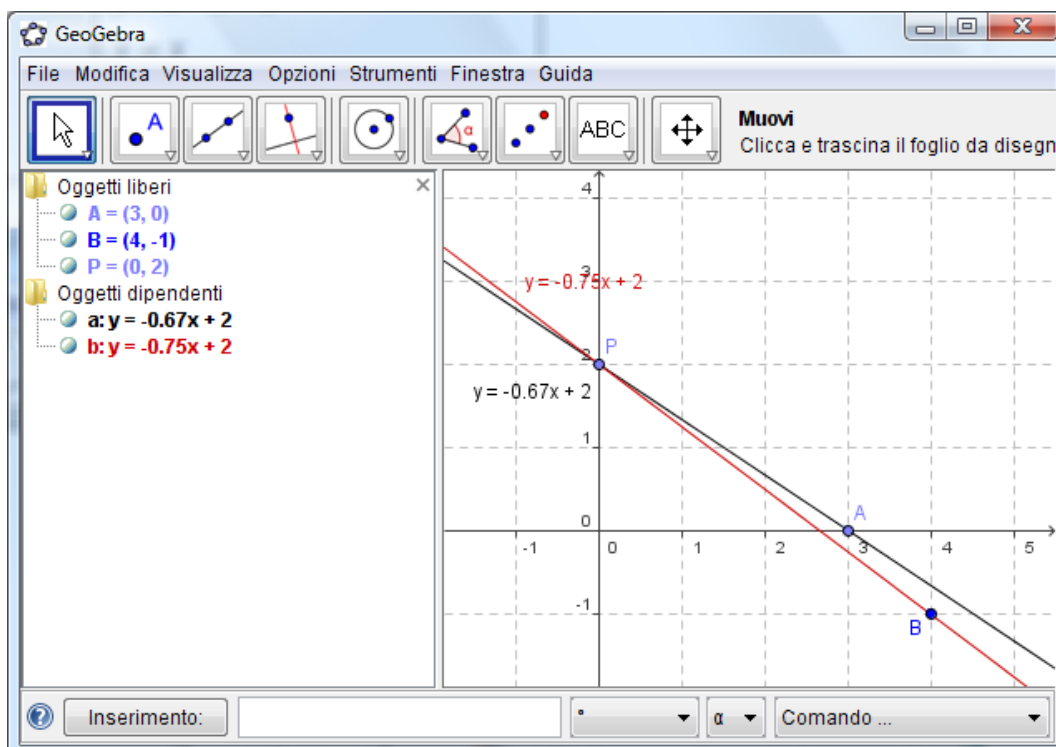 GeoGebra
File Modifica Visualizza Opzioni Strumenti Finestra Guida
A
α
ABC
Muovi
Clicca e trascina il foglio da disegn
Oggetti liberi
A = (3, 0)
B = (4, -1)
P = (0, 2)
Oggetti dipendenti
a: y = -0.67x + 2
b: y = -0.75x + 2
4
3
y = -0.75x + 2
2
P
y = -0.67x + 2
1
0
A
-1 0 1 2 3 4 5
-1
B
Inserimento:
°
α
Comando ...